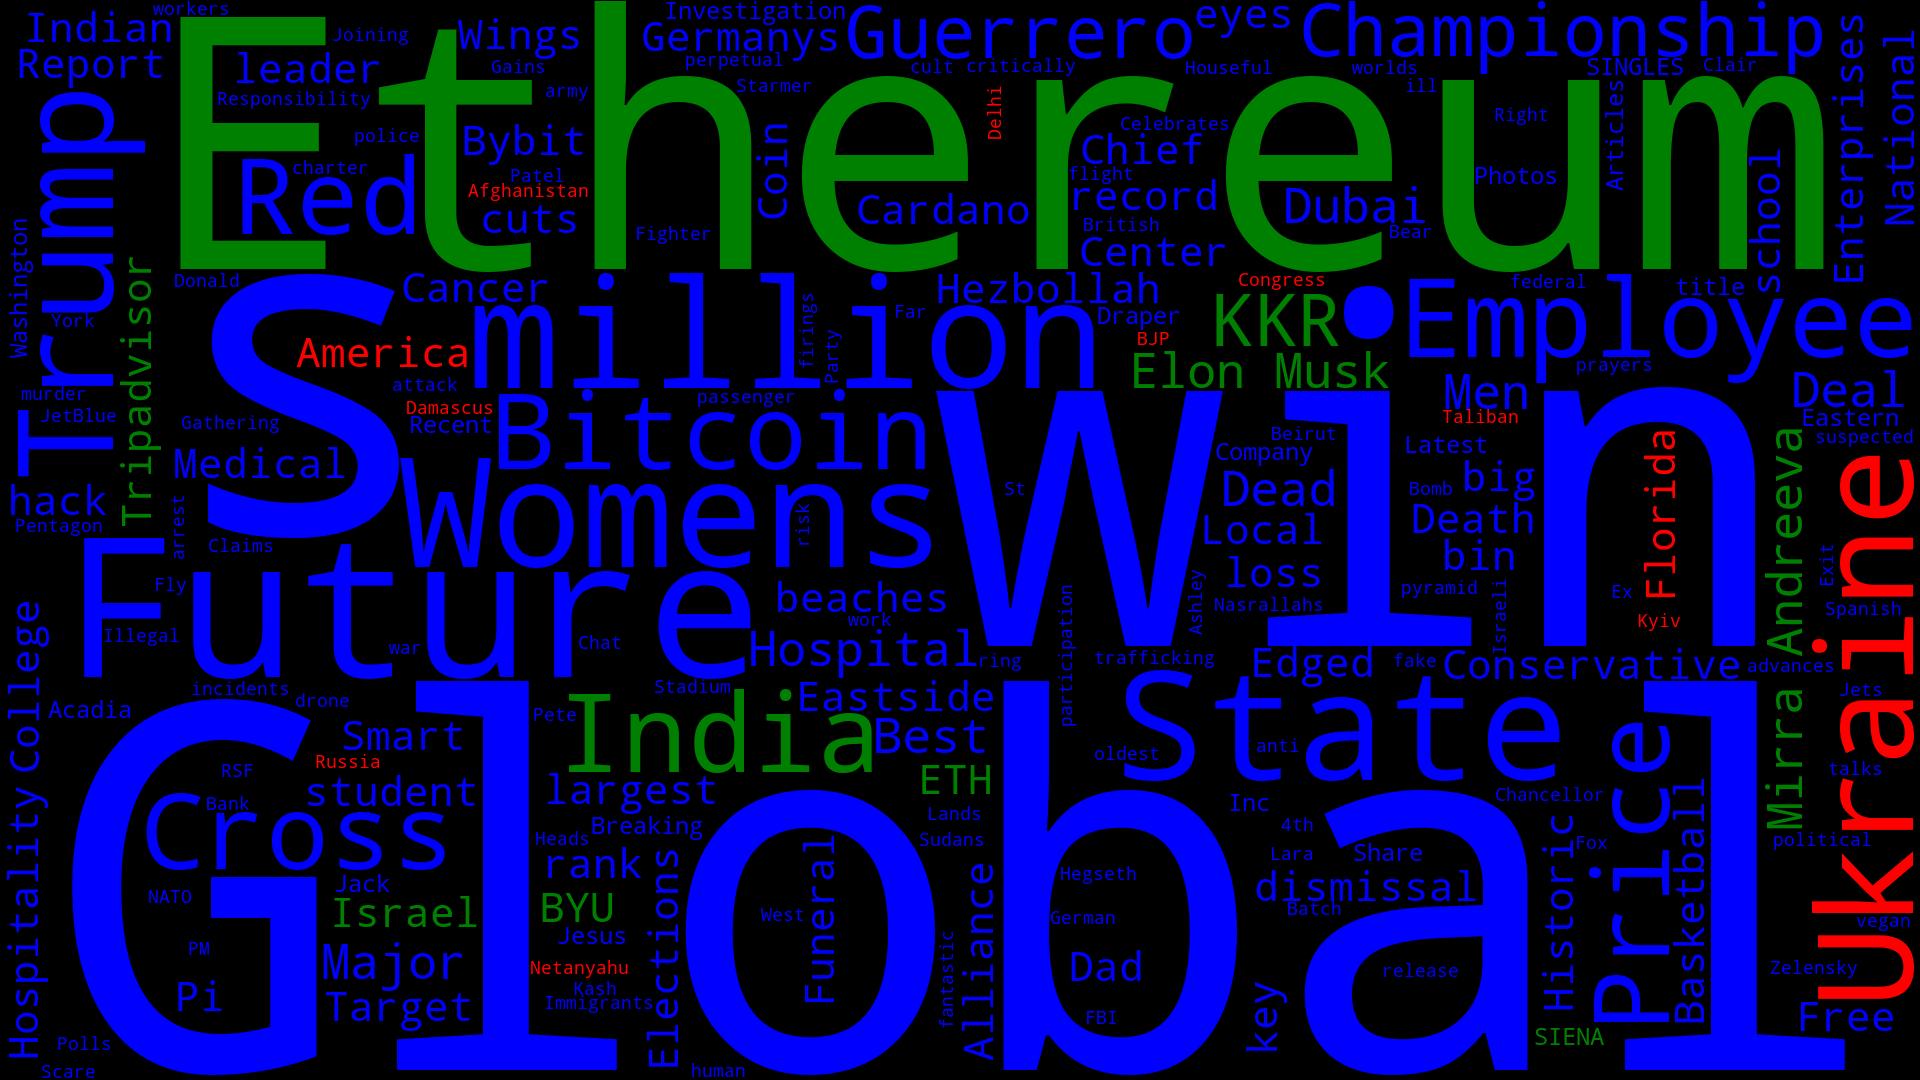 workers
Indian
Joining
Wings
Investigation
Germanys
Guerrero
eyes
Championship
Report
leader
Gains
perpetual
cult
critically
Houseful
worlds
SINGLES
Clair
Enterprises
National
Trump
Ethereum
Responsibility
army
Starmer
ill
Articles
Delhi
Coin
police
Bybit
Celebrates
Right
Red
charter
Patel
Chief
flight
Photos
school
Afghanistan
record
cuts
Cardano
Dubai
Fighter
British
Bear
Washington
Center
Tripadvisor
Donald
Cancer
million
Hezbollah
Congress
Employee
federal
title
York
firings
Far
Draper
KKR
S
America
Party
BJP
Elon Musk
prayers
murder
attack
passenger
Men
Deal
JetBlue
Damascus
Bitcoin
Win
Taliban
Eastern
Gathering
Recent
Beirut
Latest
suspected
Medical
Company
Florida
Mirra Andreeva
Ukraine
hack
Womens
St
Dead
Bomb
big
Pentagon
arrest
risk
Local
Death
Claims
Future
bin
Exit
Fly
beaches
loss
pyramid
Ex
Ashley
Israeli
Nasrallahs
Spanish
Illegal
work
participation
Kyiv
war
Chat
Hospital
ring
trafficking
Edged
fake
Conservative
advances
Hospitality College
incidents
Stadium
Jets
Acadia
drone
Pete
India
Eastside
State
Smart
Best
oldest
anti
Russia
RSF
ETH
talks
student
largest
Inc
Chancellor
Price
Basketball
Bank
Cross
Lands
Breaking
4th
Heads
Sudans
Fox
political
rank
Elections
Funeral
Alliance
Lara
Share
Historic
Global
Jack
Hegseth
dismissal
NATO
Israel
BYU
West
German
Batch
vegan
Jesus
PM
Major
Netanyahu
fantastic
Dad
release
Zelensky
Pi
Target
Kash
Immigrants
key
FBI
Free
Polls
SIENA
Scare
human